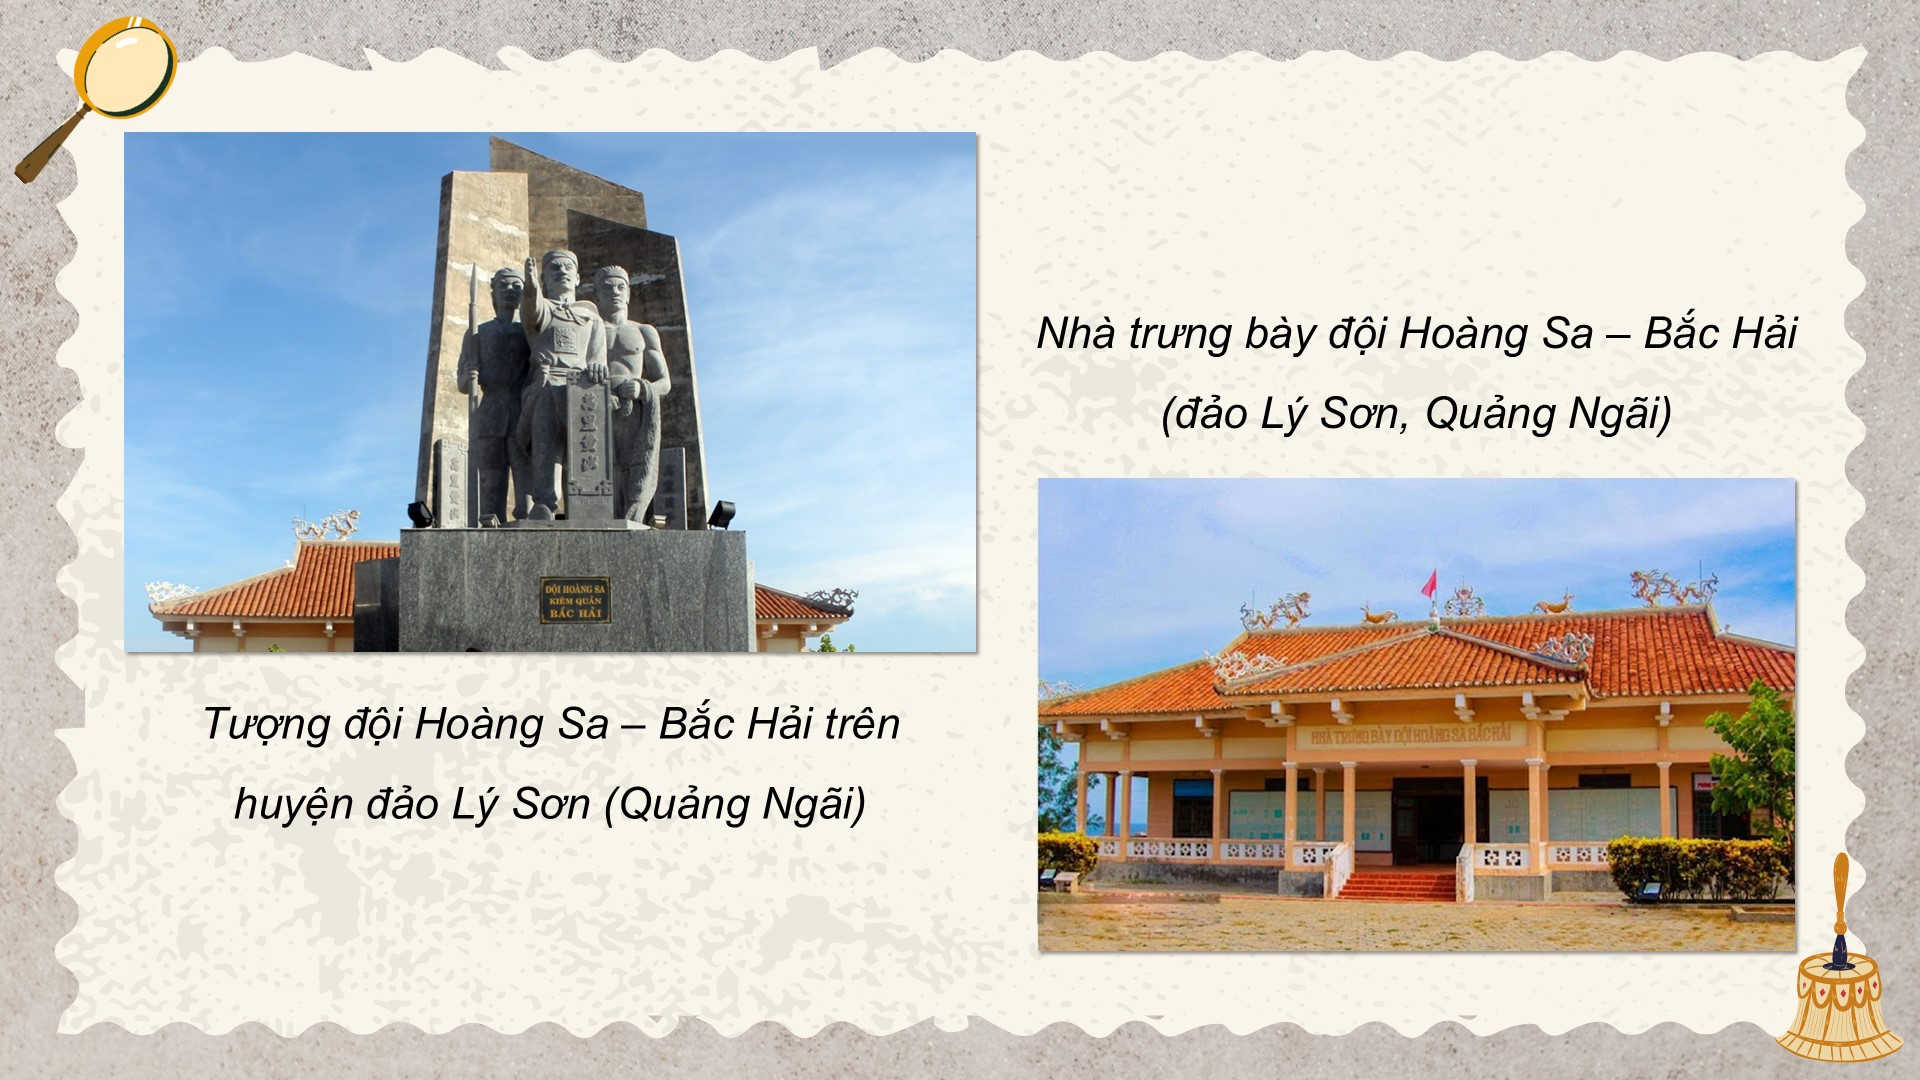 ĐỘI HOÀNG SA
KIÊM QUẢN
BẮC HẢI
Tượng đội Hoàng Sa – Bắc Hải trên
huyện đảo Lý Sơn (Quảng Ngãi)
Nhà trưng bày đội Hoàng Sa – Bắc Hải
(đảo Lý Sơn, Quảng Ngãi)
NHÀ TRƯNG BÀY ĐỘI HOÀNG SA BẮC HẢI